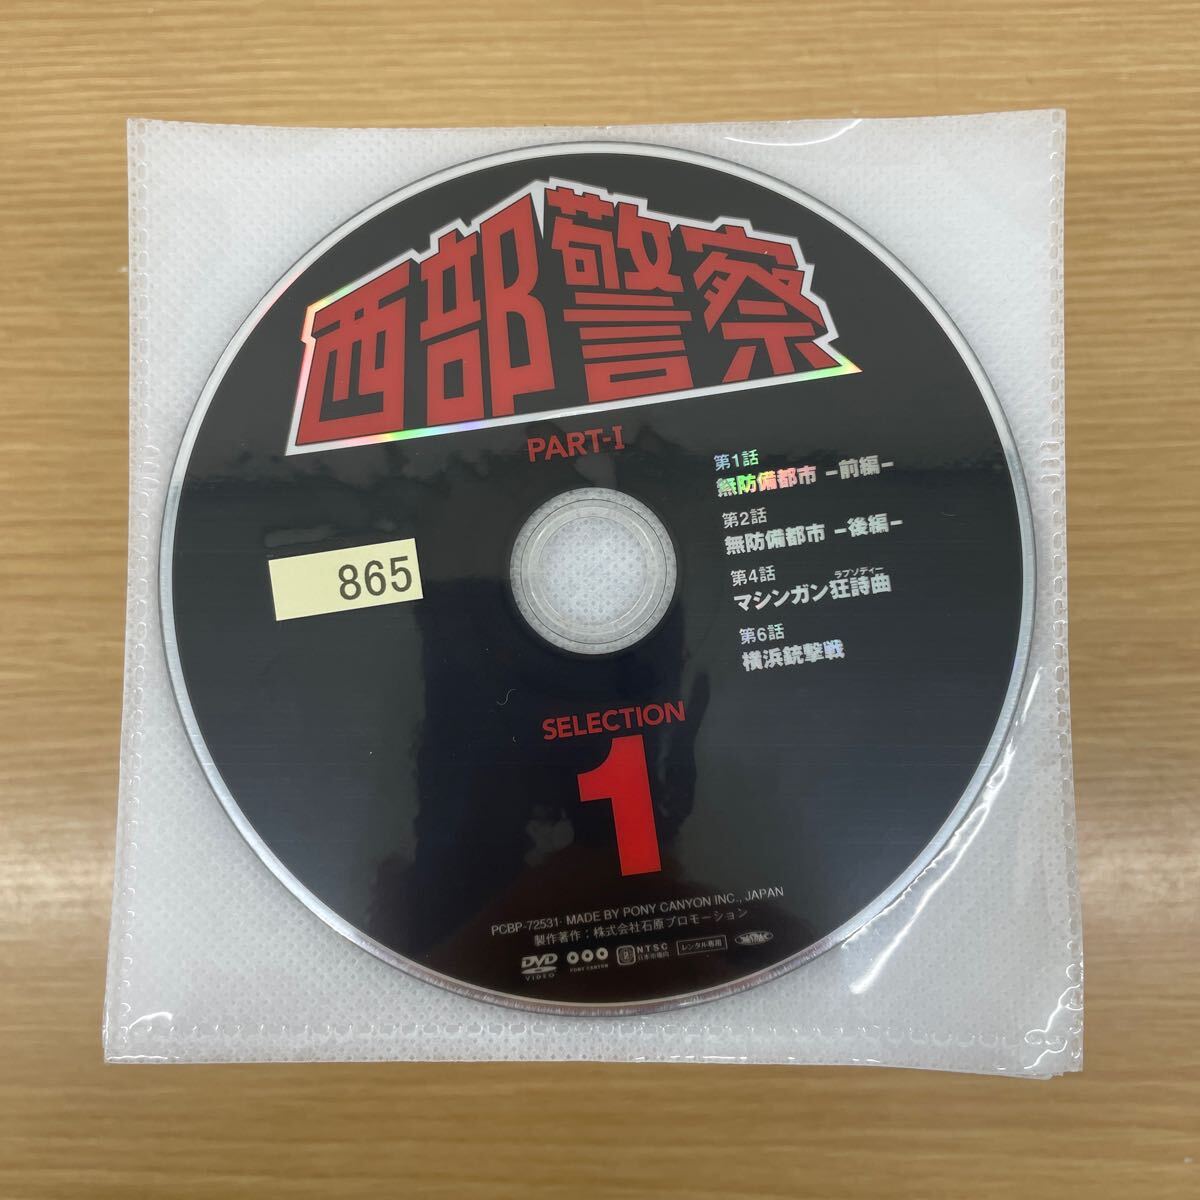 西部警察
PART-I
第1話
無防備都市 -前編-
第2話
無防備都市 -後編-
第4話
ラプソディー
マシンガン狂詩曲
第6話
横浜銃撃戦
865
SELECTION
1
PCBP-72531· MADE BY PONY CANYON INC., JAPAN
製作著作:株式会社石原プロモーション
DVD
VIDEO
PONY CANYON
2
NTSC
日本市場向
レンタル専用